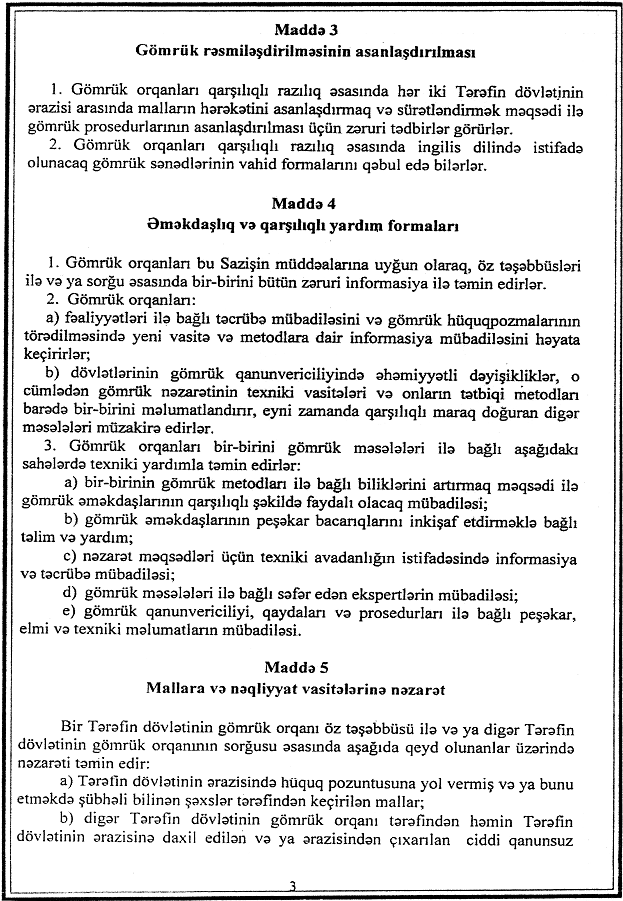 Maddə 3
Gömrük rəsmiləşdirilməsinin asanlaşdırılması
1. Gömrük orqanları qarşılıqlı razılıq əsasında hər iki Tərəfin dövlətinin
ərazisi arasında malların hərəkətini asanlaşdırmaq və sürətləndirmək məqsədi ilə
gömrük prosedurlarının asanlaşdırılması üçün zəruri tədbirlər görürlər.
2. Gömrük orqanları qarşılıqlı razılıq əsasında ingilis dilində istifadə
olunacaq gömrük sənədlərinin vahid formalarını qəbul edə bilərlər.
Maddə 4
Əməkdaşlıq və qarşılıqlı yardım formaları
1. Gömrük orqanları bu Sazişin müddəalarına uyğun olaraq, öz təşəbbüsləri
ilə və ya sorğu əsasında bir-birini bütün zəruri informasiya ilə təmin edirlər.
2. Gömrük orqanları:
a) fəaliyyətləri ilə bağlı təcrübə mübadiləsini və gömrük hüquqpozmalarının
törədilməsində yeni vasitə və metodlara dair informasiya mübadiləsini həyata
keçirirlər;
b) dövlətlərinin gömrük qanunvericiliyində əhəmiyyətli dəyişikliklər, o
cümlədən gömrük nəzarətinin texniki vasitələri və onların tətbiqi metodları
barədə bir-birini məlumatlandırır, eyni zamanda qarşılıqlı maraq doğuran digər
məsələləri müzakirə edirlər.
3. Gömrük orqanları bir-birini gömrük məsələləri ilə bağlı aşağıdakı
sahələrdə texniki yardımla təmin edirlər:
a) bir-birinin gömrük metodları ilə bağlı biliklərini artırmaq məqsədi ilə
gömrük əməkdaşlarının qarşılıqlı şəkildə faydalı olacaq mübadiləsi;
b) gömrük əməkdaşlarının peşəkar bacarıqlarını inkişaf etdirməklə bağlı
təlim və yardım;
c) nəzarət məqsədləri üçün texniki avadanlığın istifadəsində informasiya
və təcrübə mübadiləsi;
d) gömrük məsələləri ilə bağlı səfər edən ekspertlərin mübadiləsi;
e) gömrük qanunvericiliyi, qaydaları və prosedurları ilə bağlı peşəkar,
elmi və texniki məlumatların mübadiləsi.
Maddə 5
Mallara və nəqliyyat vasitələrinə nəzarət
Bir Tərəfin dövlətinin gömrük orqanı öz təşəbbüsü ilə və ya digər Tərəfin
dövlətinin gömrük orqanının sorğusu əsasında aşağıda qeyd olunanlar üzərində
nəzarəti təmin edir:
a) Tərəfin dövlətinin ərazisində hüquq pozuntusuna yol vermiş və ya bunu
etməkdə şübhəli bilinən şəxslər tərəfindən keçirilən mallar;
b) digər Tərəfin dövlətinin gömrük orqanı tərəfindən həmin Tərəfin
dövlətinin ərazisinə daxil edilən və ya ərazisindən çıxarılan ciddi qanunsuz
3